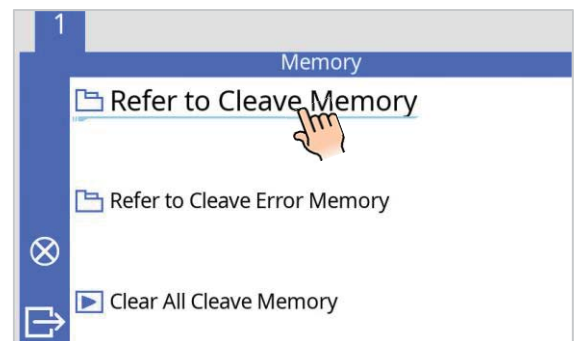 1
Memory
Refer to Cleave Memory
Refer to Cleave Error Memory
Clear All Cleave Memory